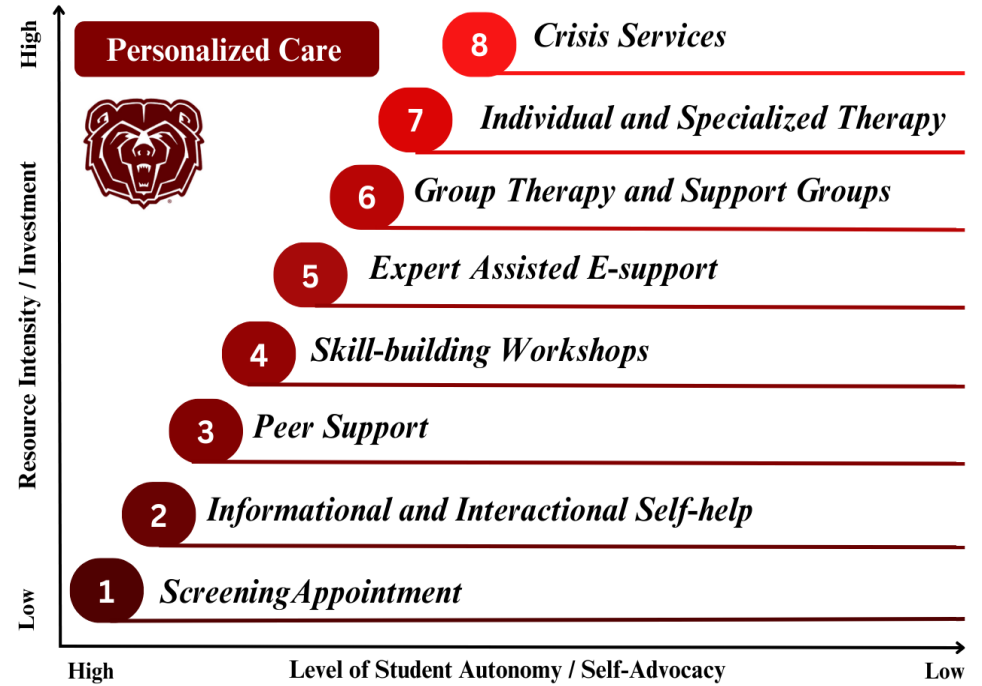 High
Personalized Care
8 Crisis Services
7 Individual and Specialized Therapy
6 Group Therapy and Support Groups
5 Expert Assisted E-support
4 Skill-building Workshops
3 Peer Support
2 Informational and Interactional Self-help
1 Screening Appointment
Resource Intensity / Investment
Low
High
Level of Student Autonomy / Self-Advocacy
Low